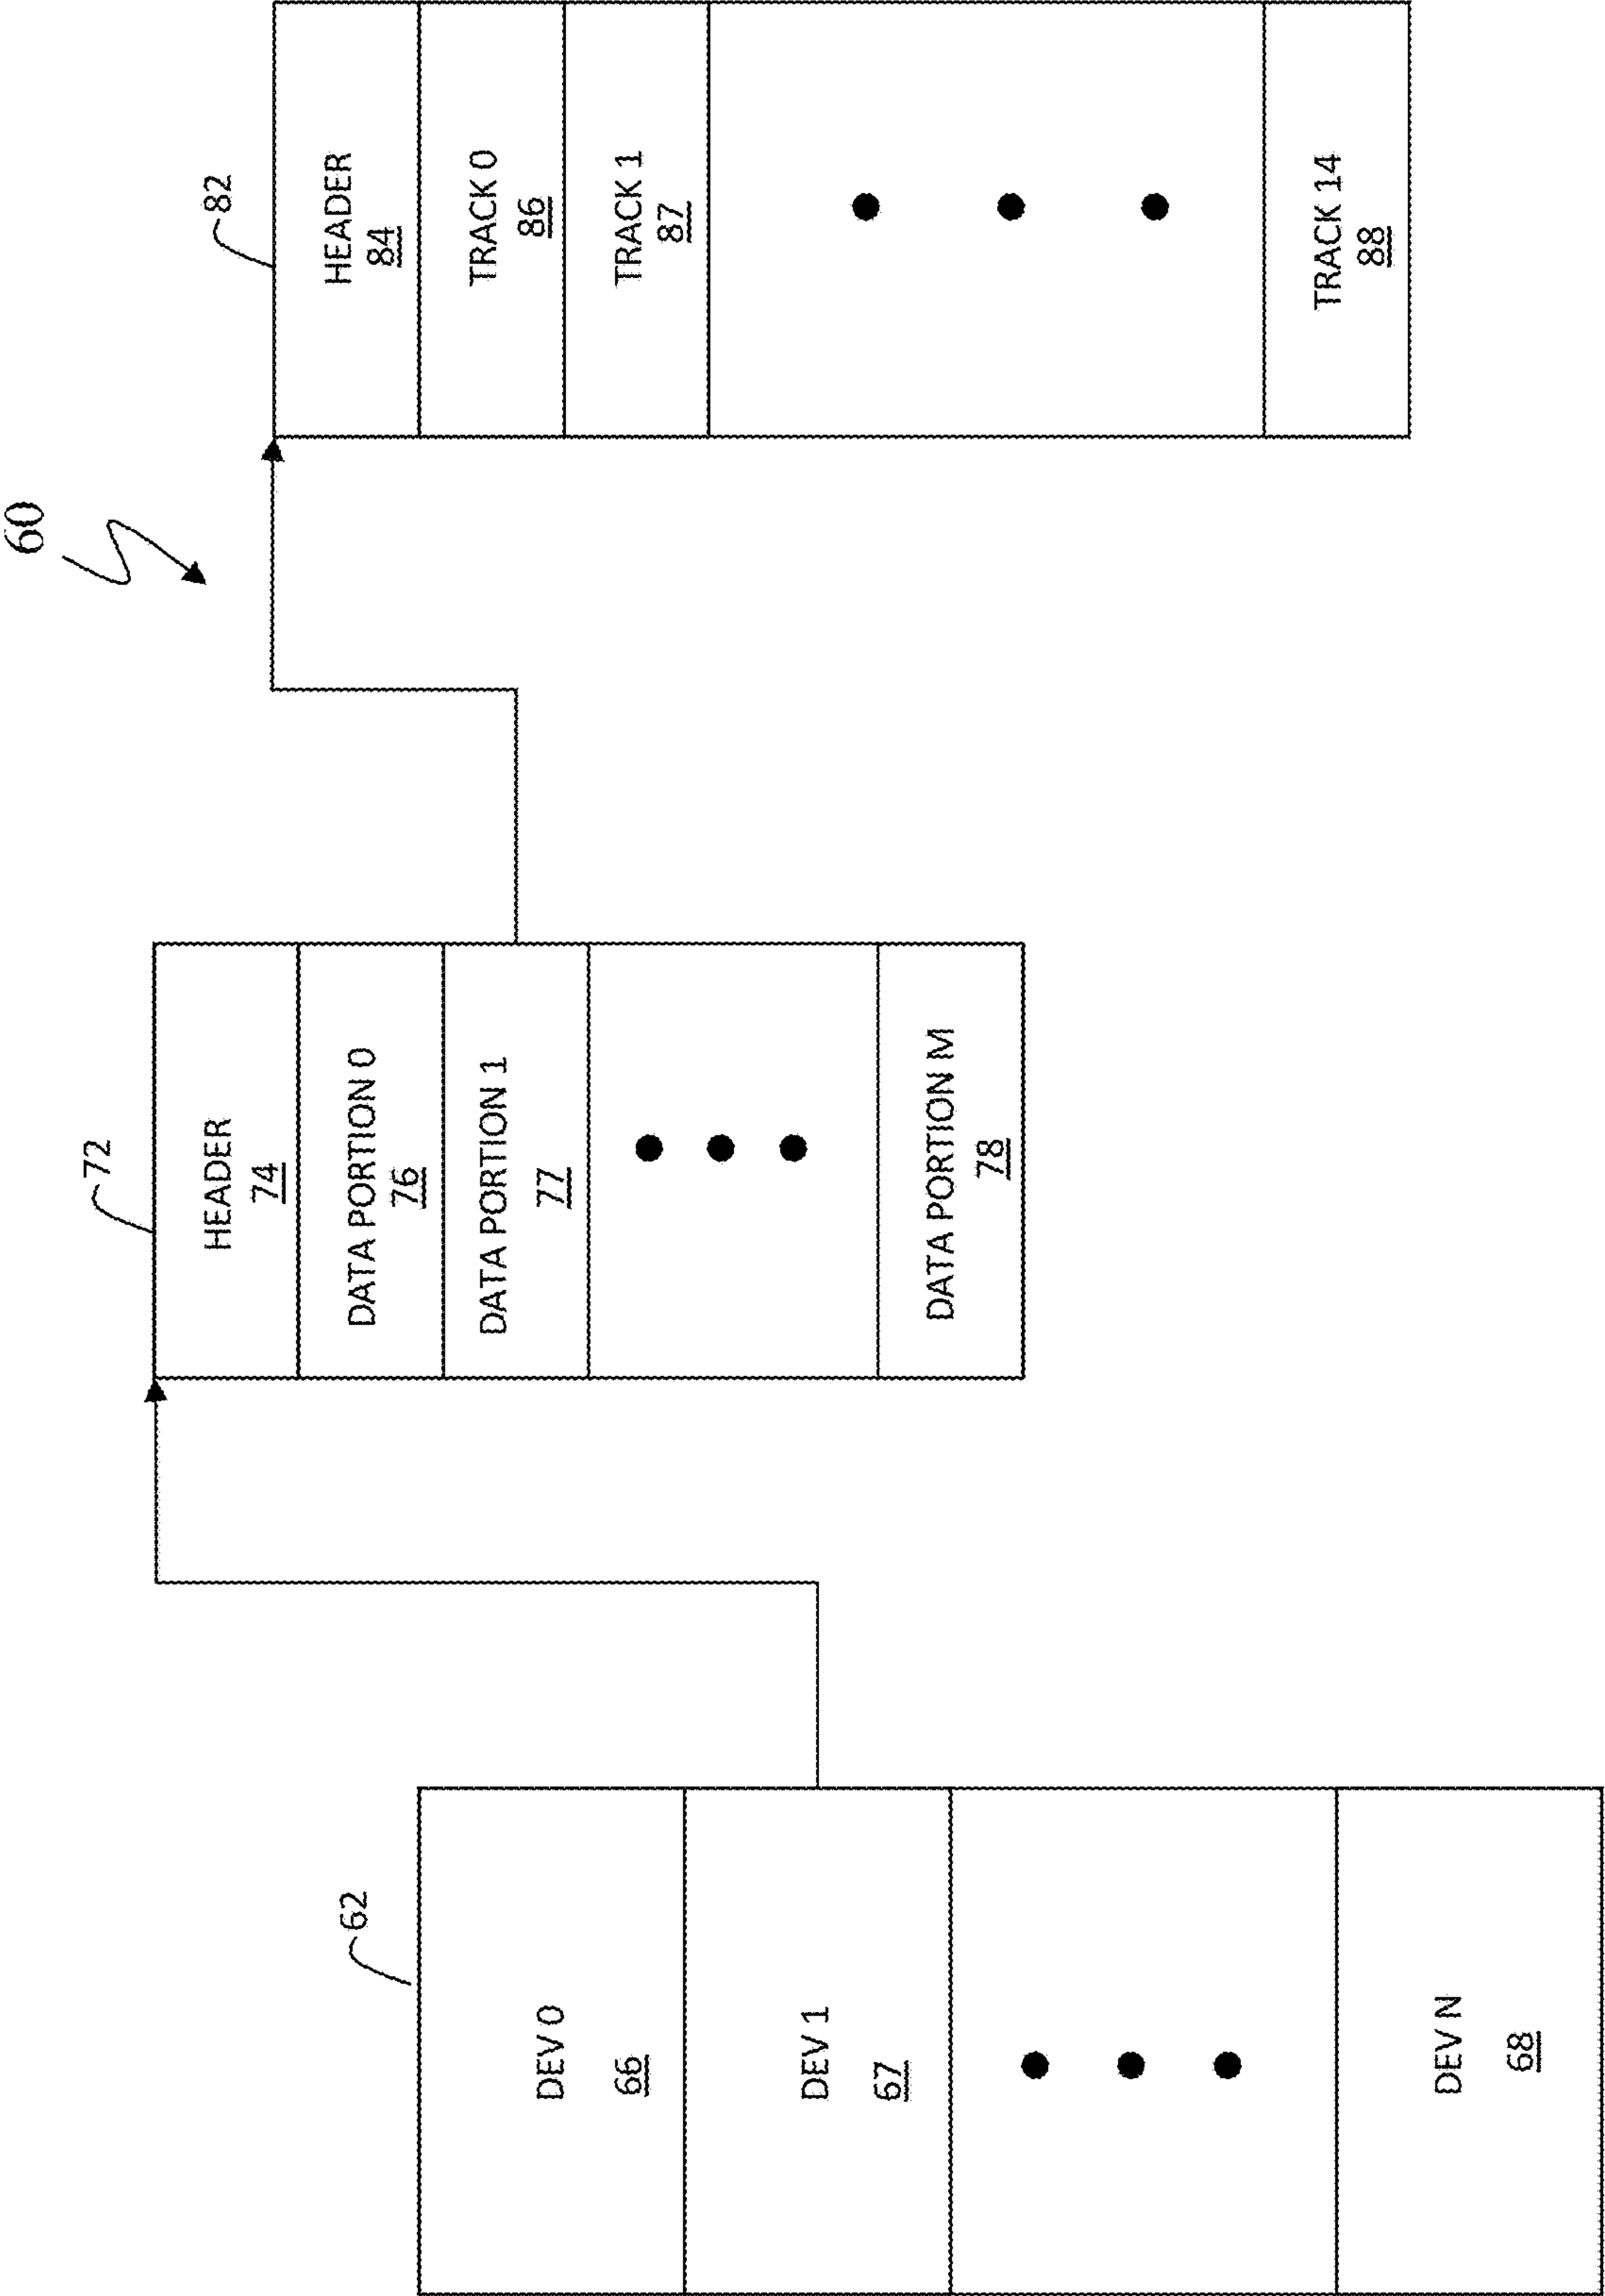 60
62
DEV 0
66
DEV 1
67
DEV N
68
72
HEADER
74
DATA PORTION 0
76
DATA PORTION 1
77
DATA PORTION M
78
82
HEADER
84
TRACK 0
86
TRACK 1
87
TRACK 14
88